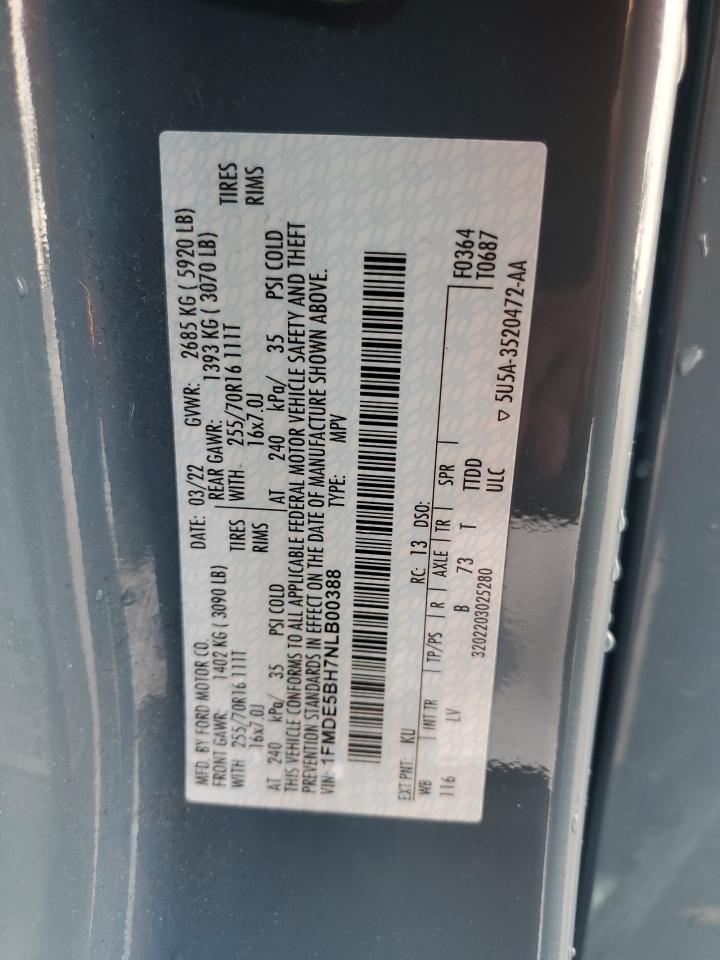 MFD. BY FORD MOTOR CO.
DATE: 03/22 GVWR: 2685 KG ( 5920 LB)
FRONT GAWR: 1402 KG ( 3090 LB) REAR GAWR: 1393 KG ( 3070 LB)
WITH 255/70R16 111T TIRES WITH 255/70R16 111T TIRES
16x7.0J RIMS 16x7.0J RIMS
AT 240 kPa/ 35 PSI COLD AT 240 kPa/ 35 PSI COLD
THIS VEHICLE CONFORMS TO ALL APPLICABLE FEDERAL MOTOR VEHICLE SAFETY AND THEFT
PREVENTION STANDARDS IN EFFECT ON THE DATE OF MANUFACTURE SHOWN ABOVE.
VIN: 1FMDE5BH7NLB00388 TYPE: MPV
EXT PNT: KU RC: 13 DSO:
WB INT TR TP/PS R AXLE TR SPR F0364
116 LV B 73 T TTDD T0687
3202203025280 ULC
▽ 5U5A-3520472-AA